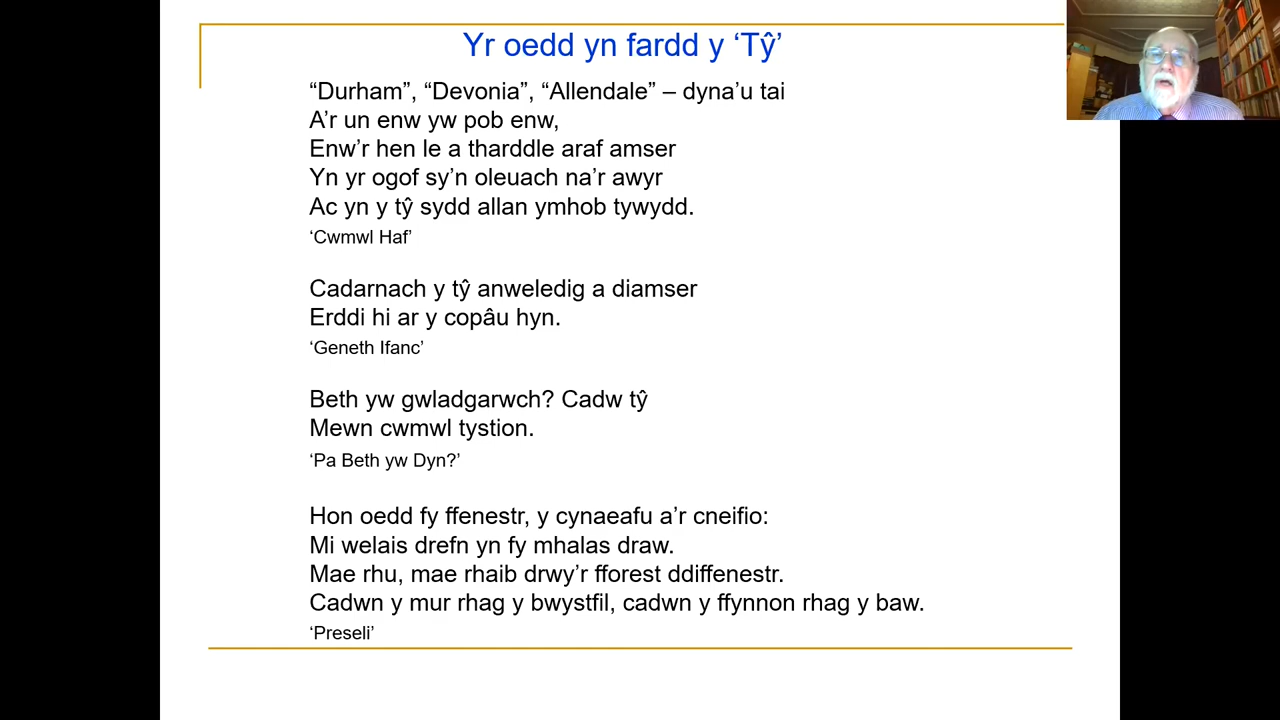 Yr oedd yn fardd y ‘Tŷ’
“Durham”, “Devonia”, “Allendale” – dyna’u tai
A’r un enw yw pob enw,
Enw’r hen le a tharddle araf amser
Yn yr ogof sy’n oleuach na’r awyr
Ac yn y tŷ sydd allan ymhob tywydd.
‘Cwmwl Haf’
Cadarnach y tŷ anweledig a diamser
Erddi hi ar y copâu hyn.
‘Geneth Ifanc’
Beth yw gwladgarwch? Cadw tŷ
Mewn cwmwl tystion.
‘Pa Beth yw Dyn?’
Hon oedd fy ffenestr, y cynaeafu a’r cneifio:
Mi welais drefn yn fy mhalas draw.
Mae rhu, mae rhaib drwy’r fforest ddiffenestr.
Cadwn y mur rhag y bwystfil, cadwn y ffynnon rhag y baw.
‘Preseli’